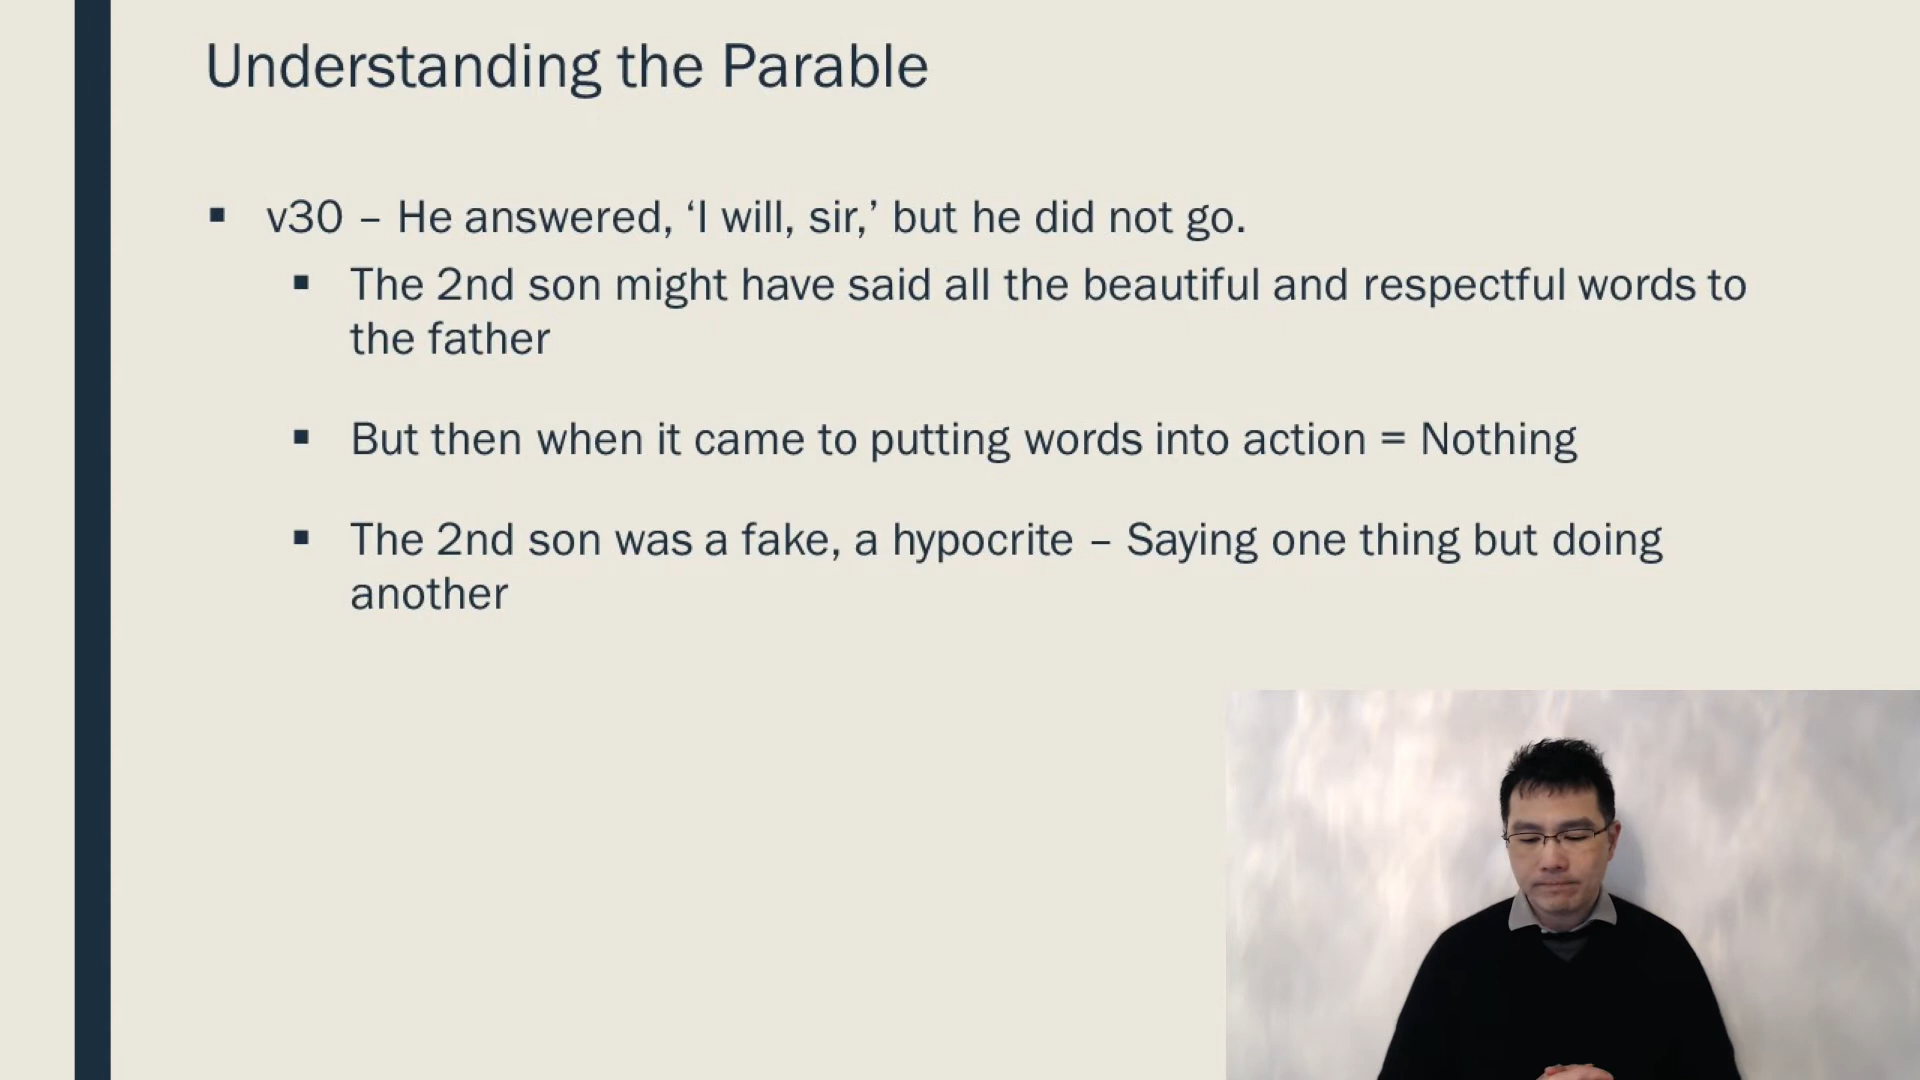 Understanding the Parable
▪ v30 – He answered, ‘I will, sir,’ but he did not go.
▪ The 2nd son might have said all the beautiful and respectful words to
the father
▪ But then when it came to putting words into action = Nothing
▪ The 2nd son was a fake, a hypocrite – Saying one thing but doing
another